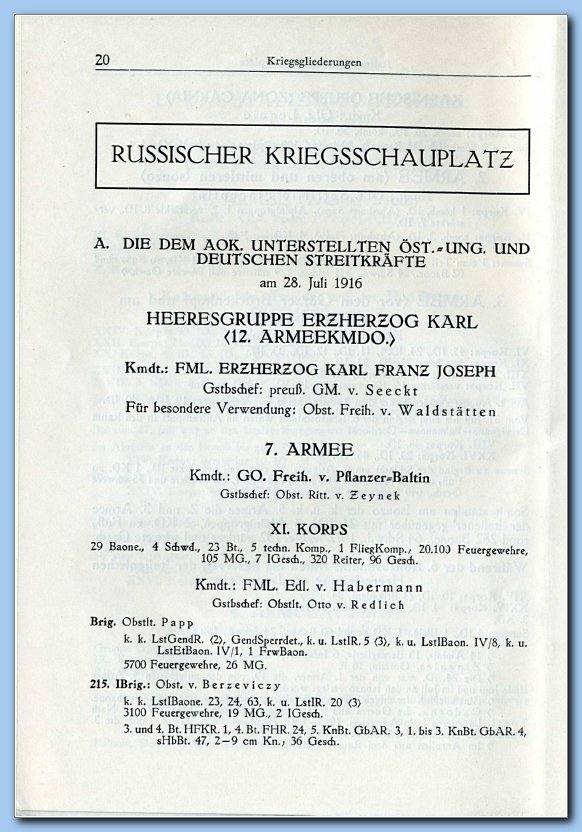 20
Kriegsgliederungen
RUSSISCHER KRIEGSSCHAUPLATZ
A. DIE DEM AOK. UNTERSTELLTEN ÖST.-UNG. UND
DEUTSCHEN STREITKRÄFTE
am 28. Juli 1916
HEERESGRUPPE ERZHERZOG KARL
(12. ARMEEKMDO.)
Kmdt.: FML. ERZHERZOG KARL FRANZ JOSEPH
Gstbschef: preuß. GM. v. Seeckt
Für besondere Verwendung: Obst. Freih. v. Waldstätten
7. ARMEE
Kmdt.: GO. Freih. v. Pflanzer-Baltin
Gstbschef: Obst. Ritt. v. Zeynek
XI. KORPS
29 Baone., 4 Schwd., 23 Bt., 5 techn. Komp., 1 FliegKomp., 20.100 Feuergewehre,
105 MG., 7 IGesch., 320 Reiter, 96 Gesch.
Kmdt.: FML. Edl. v. Habermann
Gstbschef: Obstlt. Otto v. Redlich
Brig. Obstlt. Papp
k. k. LstGendR. (2), GendSperrdet., k. u. LstIR. 5 (3), k. u. LstIBaon. IV/8, k. u.
LstEtBaon. IV/1, 1 FrwBaon.
5700 Feuergewehre, 26 MG.
215. IBrig.: Obst. v. Berzeviczy
k. k. LstIBaone. 23, 24, 63, k. u. LstIR. 20 (3)
3100 Feuergewehre, 19 MG., 2 IGesch.
3. und 4. Bt. HFKR. 1, 4. Bt. FHR. 24, 5. KnBt. GbAR. 3, 1. bis 3. KnBt. GbAR. 4,
sHbBt. 47, 2-9 cm Kn., 36 Gesch.